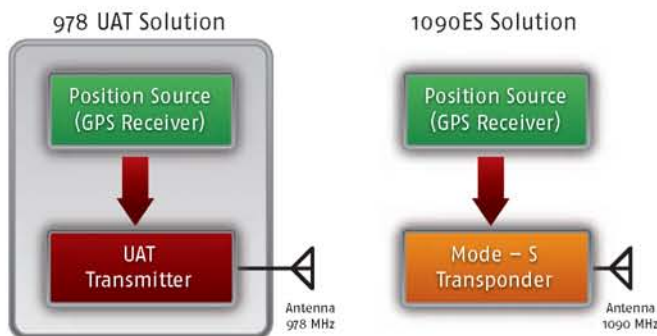 978 UAT Solution
Position Source
(GPS Receiver)
UAT
Transmitter
Antenna
978 MHz
1090ES Solution
Position Source
(GPS Receiver)
Mode – S
Transponder
Antenna
1090 MHz